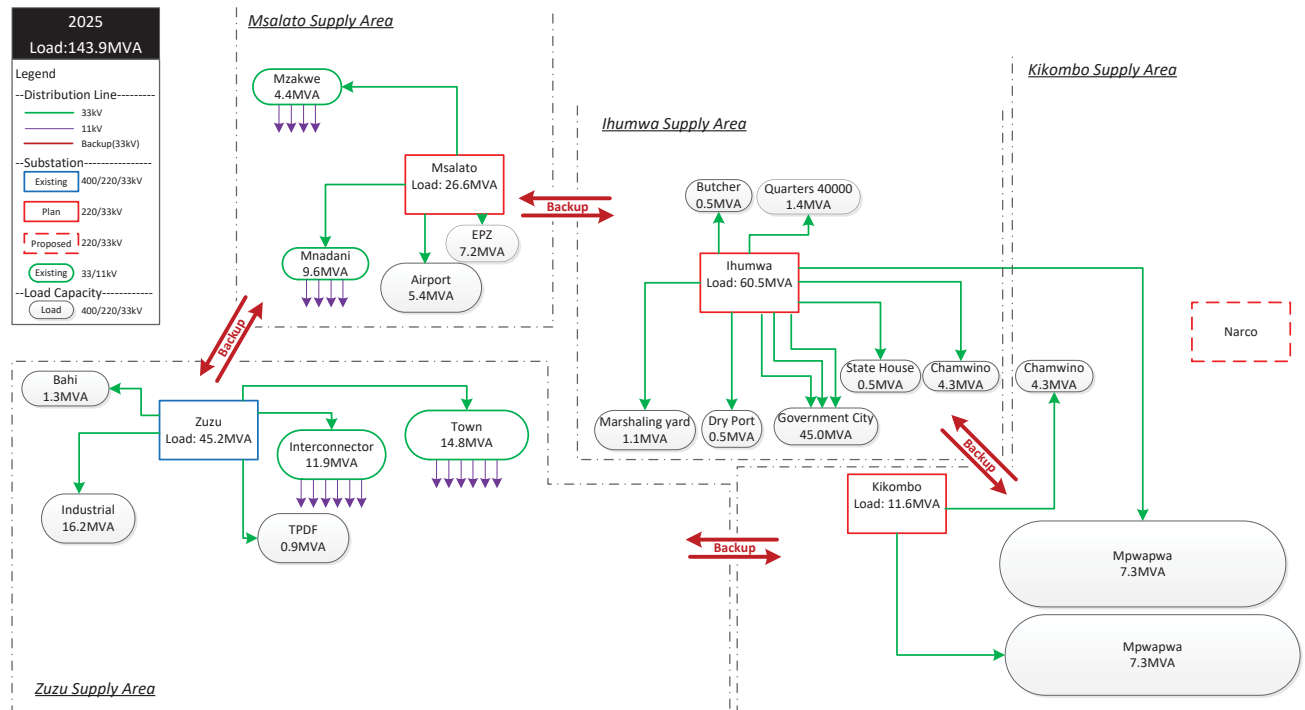 2025
Load:143.9MVA
Legend
--Distribution Line-------
33kV
11kV
Backup(33kV)
--Substation------------
Existing 400/220/33kV
Plan 220/33kV
Proposed 220/33kV
Existing 33/11kV
--Load Capacity-------
Load 400/220/33kV
Msalato Supply Area
Mzakwe
4.4MVA
Msalato
Load: 26.6MVA
Mnadani
9.6MVA
EPZ
7.2MVA
Airport
5.4MVA
Backup
Backup
Ihumwa Supply Area
Butcher
0.5MVA
Quarters 40000
1.4MVA
Ihumwa
Load: 60.5MVA
State House
0.5MVA
Chamwino
4.3MVA
Marshaling yard
1.1MVA
Dry Port
0.5MVA
Government City
45.0MVA
Backup
Kikombo Supply Area
Narco
Chamwino
4.3MVA
Kikombo
Load: 11.6MVA
Mpwapwa
7.3MVA
Mpwapwa
7.3MVA
Backup
Bahi
1.3MVA
Zuzu
Load: 45.2MVA
Interconnector
11.9MVA
Town
14.8MVA
Industrial
16.2MVA
TPDF
0.9MVA
Zuzu Supply Area